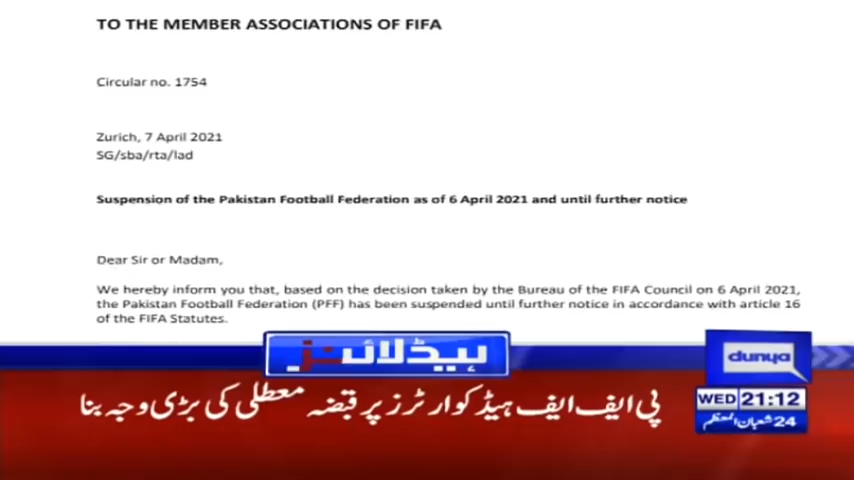 TO THE MEMBER ASSOCIATIONS OF FIFA
Circular no. 1754
Zurich, 7 April 2021
SG/sba/rta/lad
Suspension of the Pakistan Football Federation as of 6 April 2021 and until further notice
Dear Sir or Madam,
We hereby inform you that, based on the decision taken by the Bureau of the FIFA Council on 6 April 2021,
the Pakistan Football Federation (PFF) has been suspended until further notice in accordance with article 16
of the FIFA Statutes.
ہیڈلائنز
dunya
پی ایف ایف ہیڈکوارٹرز پر قبضہ معطلی کی بڑی وجہ بنا
WED 21:12
24 شعبان المعظم